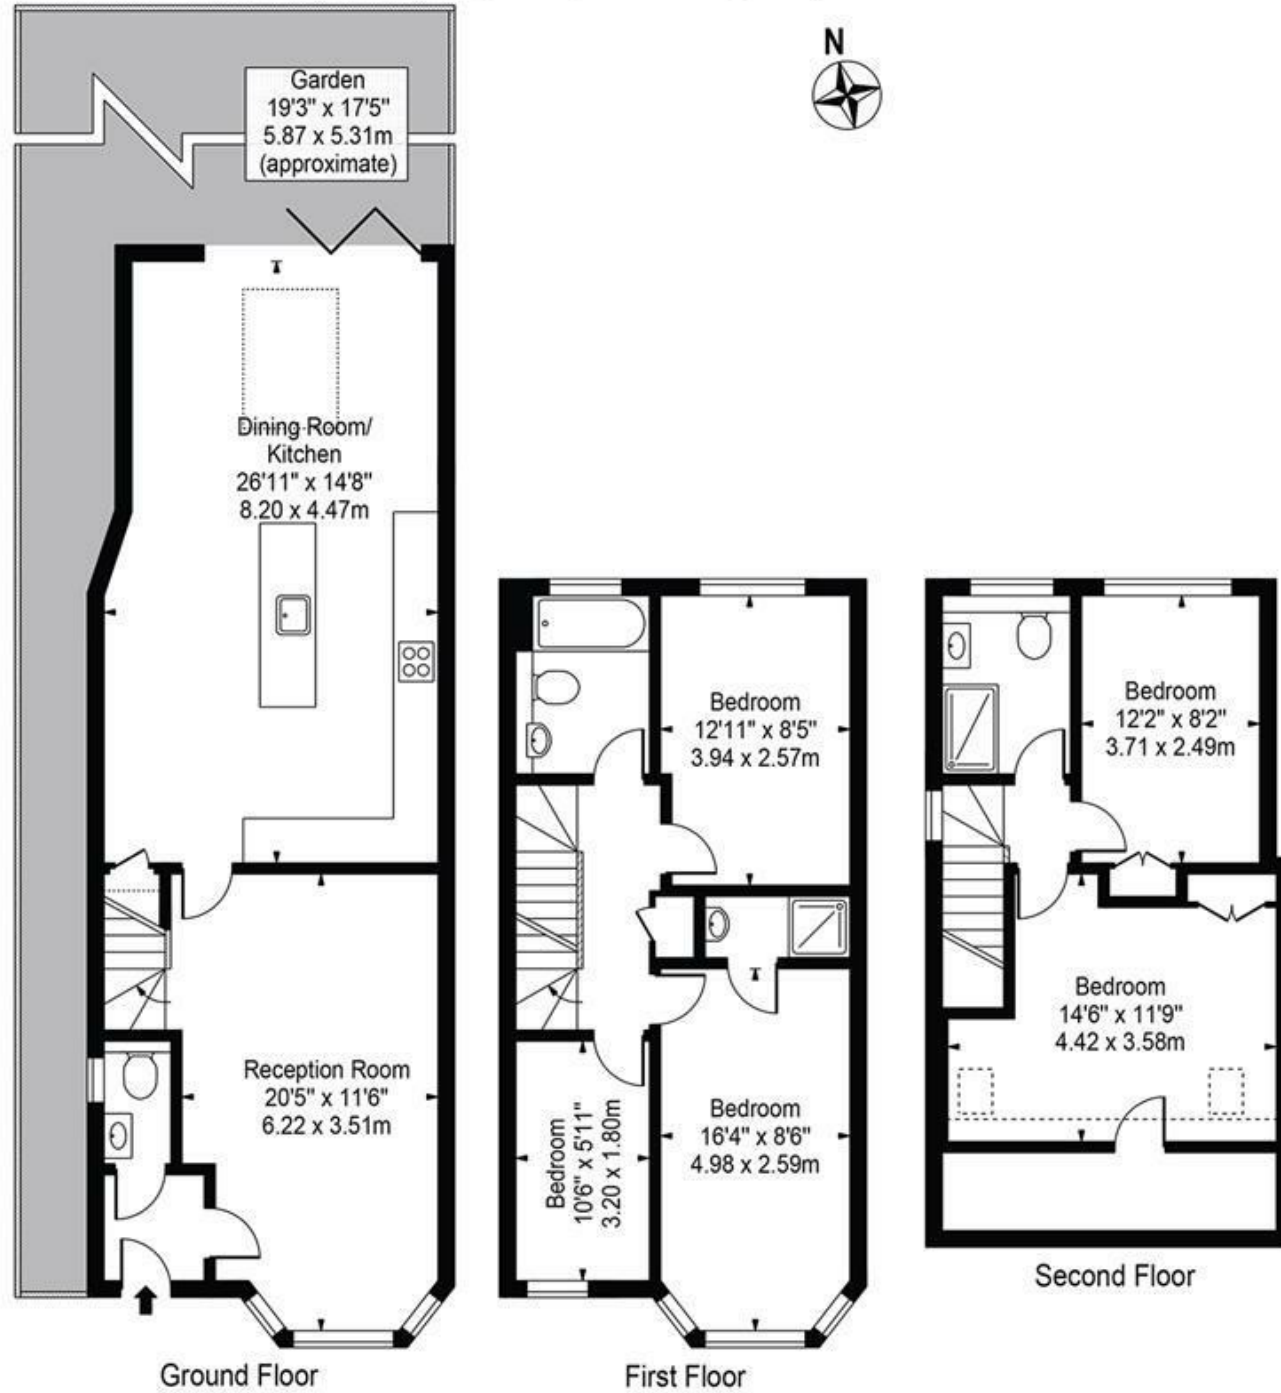 N
Garden
19'3" x 17'5"
5.87 x 5.31m
(approximate)
Dining Room/
Kitchen
26'11" x 14'8"
8.20 x 4.47m
Reception Room
20'5" x 11'6"
6.22 x 3.51m
Ground Floor
Bedroom
12'11" x 8'5"
3.94 x 2.57m
Bedroom
10'6" x 5'11"
3.20 x 1.80m
Bedroom
16'4" x 8'6"
4.98 x 2.59m
First Floor
Bedroom
12'2" x 8'2"
3.71 x 2.49m
Bedroom
14'6" x 11'9"
4.42 x 3.58m
Second Floor